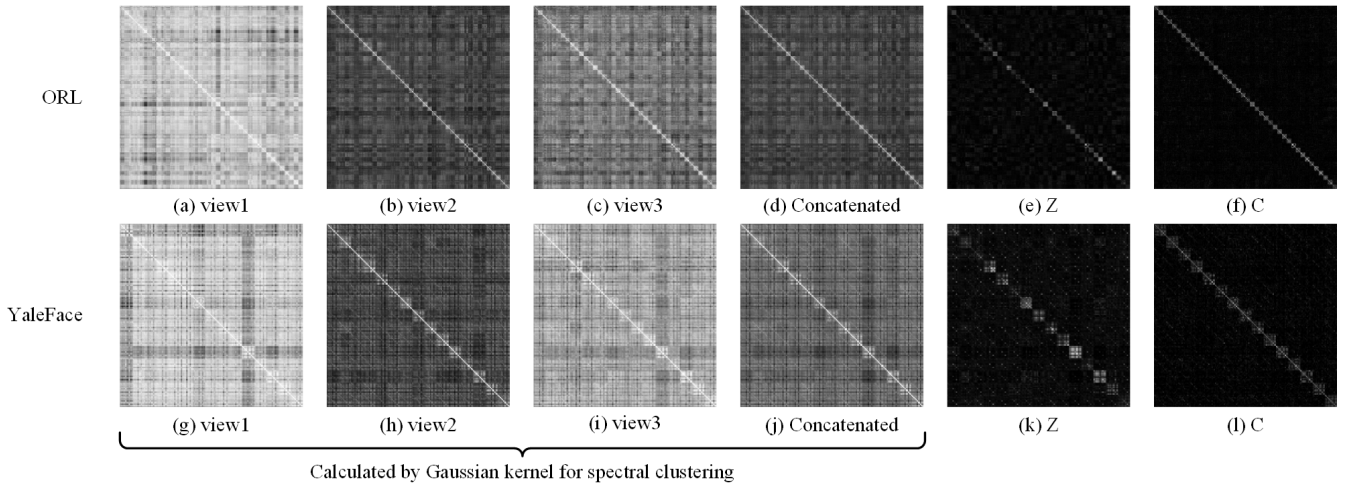 ORL
(a) view1
(b) view2
(c) view3
(d) Concatenated
(e) Z
(f) C
YaleFace
(g) view1
(h) view2
(i) view3
(j) Concatenated
(k) Z
(l) C
Calculated by Gaussian kernel for spectral clustering